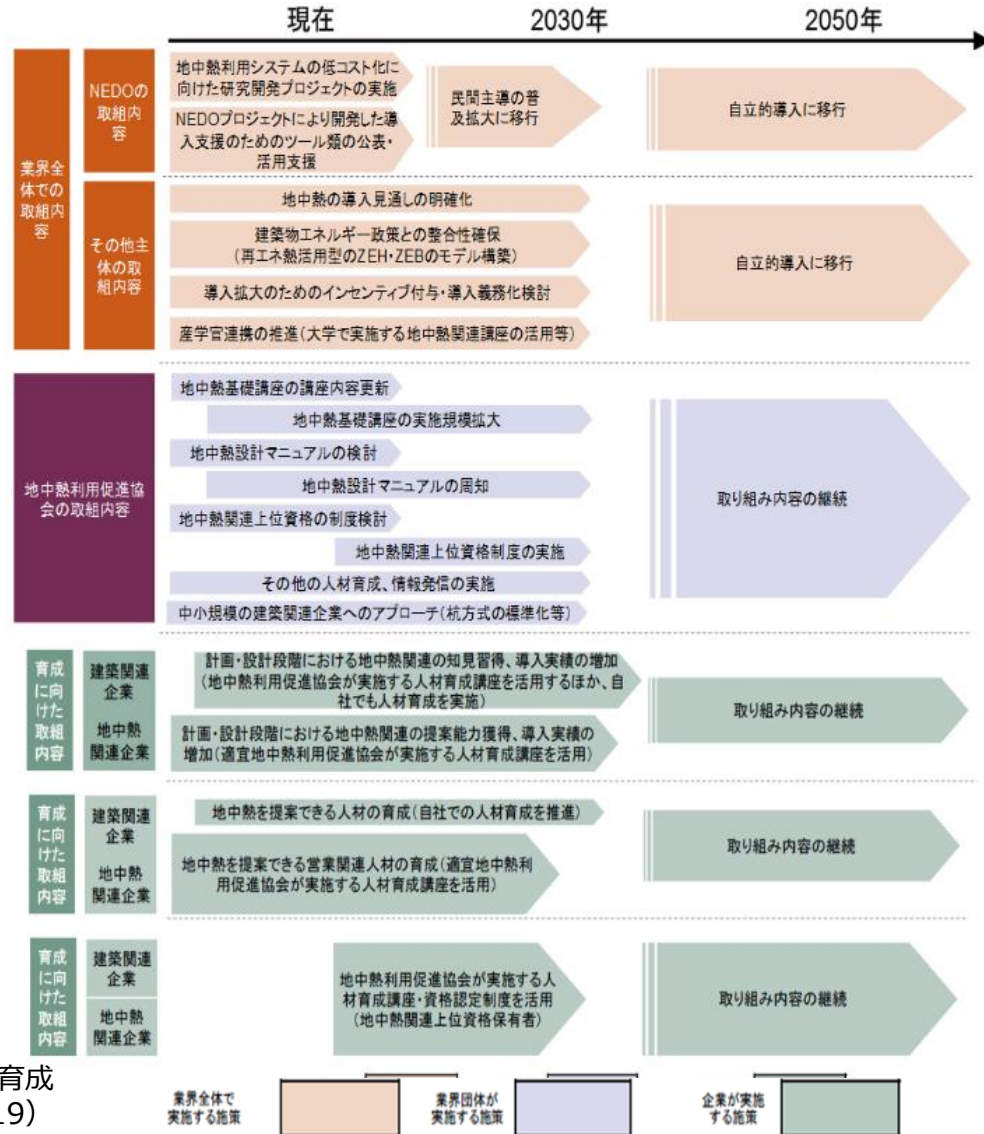 現在
2030年
2050年
業界全
体での
取組内
容
NEDOの
取組内
容
地中熱利用システムの低コスト化に
向けた研究開発プロジェクトの実施
NEDOプロジェクトにより開発した導
入支援のためのツール類の公表・
活用支援
民間主導の普
及拡大に移行
自立的導入に移行
その他主
体の取
組内容
地中熱の導入見通しの明確化
建築物エネルギー政策との整合性確保
(再エネ熱活用型のZEH・ZEBのモデル構築)
導入拡大のためのインセンティブ付与・導入義務化検討
産学官連携の推進(大学で実施する地中熱関連講座の活用等)
自立的導入に移行
地中熱利用促進協
会の取組内容
地中熱基礎講座の講座内容更新
地中熱基礎講座の実施規模拡大
地中熱設計マニュアルの検討
地中熱設計マニュアルの周知
地中熱関連上位資格の制度検討
地中熱関連上位資格制度の実施
その他の人材育成、情報発信の実施
中小規模の建築関連企業へのアプローチ(杭方式の標準化等)
取り組み内容の継続
育成
に向
けた
取組
内容
建築関連
企業
地中熱
関連企業
計画・設計段階における地中熱関連の知見習得、導入実績の増加
(地中熱利用促進協会が実施する人材育成講座を活用するほか、自
社でも人材育成を実施)
計画・設計段階における地中熱関連の提案能力獲得、導入実績の
増加(適宜地中熱利用促進協会が実施する人材育成講座を活用)
取り組み内容の継続
育成
に向
けた
取組
内容
建築関連
企業
地中熱
関連企業
地中熱を提案できる人材の育成(自社での人材育成を推進)
地中熱を提案できる営業関連人材の育成(適宜地中熱利
用促進協会が実施する人材育成講座を活用)
取り組み内容の継続
育成
に向
けた
取組
内容
建築関連
企業
地中熱
関連企業
地中熱利用促進協会が実施する人
材育成講座・資格認定制度を活用
(地中熱関連上位資格保有者)
取り組み内容の継続
育成
.9）
業界全体で
実施する施策
業界団体が
実施する施策
企業が実施
する施策